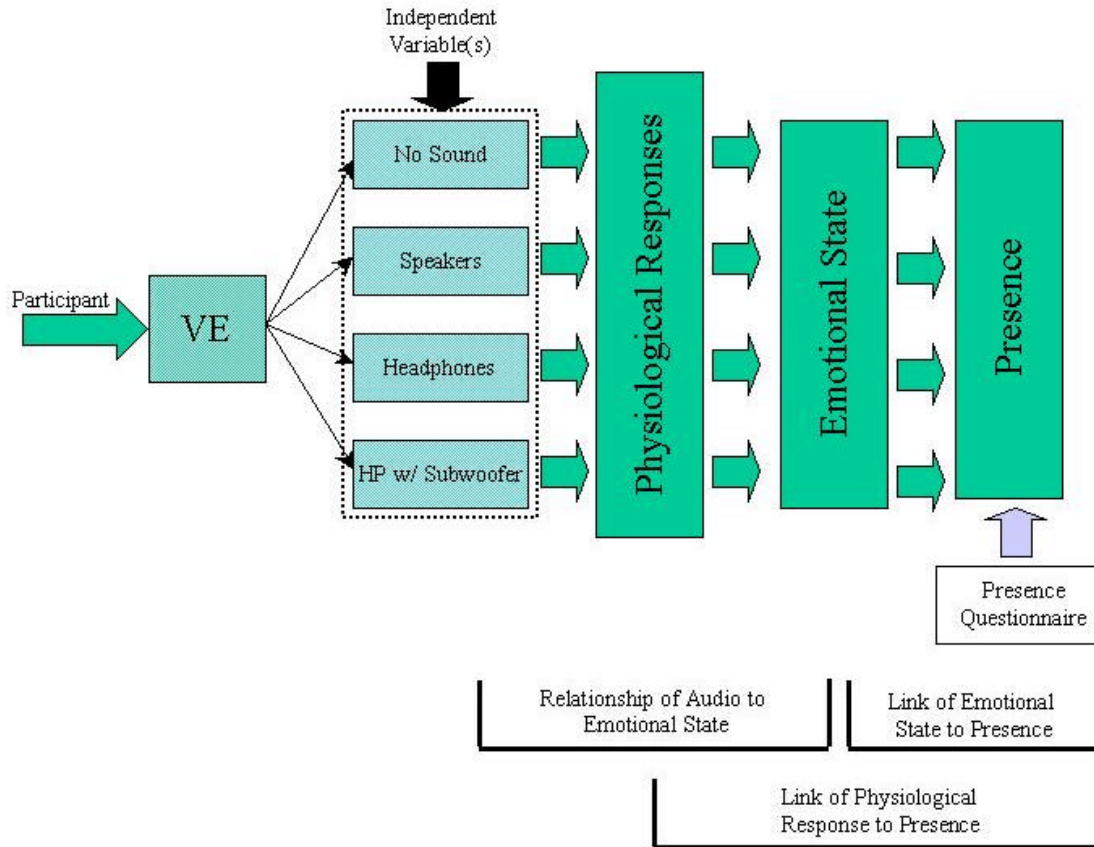 Independent
Variable(s)
No Sound
Speakers
Headphones
HP w/ Subwoofer
Participant
VE
Physiological Responses
Emotional State
Presence
Presence
Questionnaire
Relationship of Audio to
Emotional State
Link of Emotional
State to Presence
Link of Physiological
Response to Presence